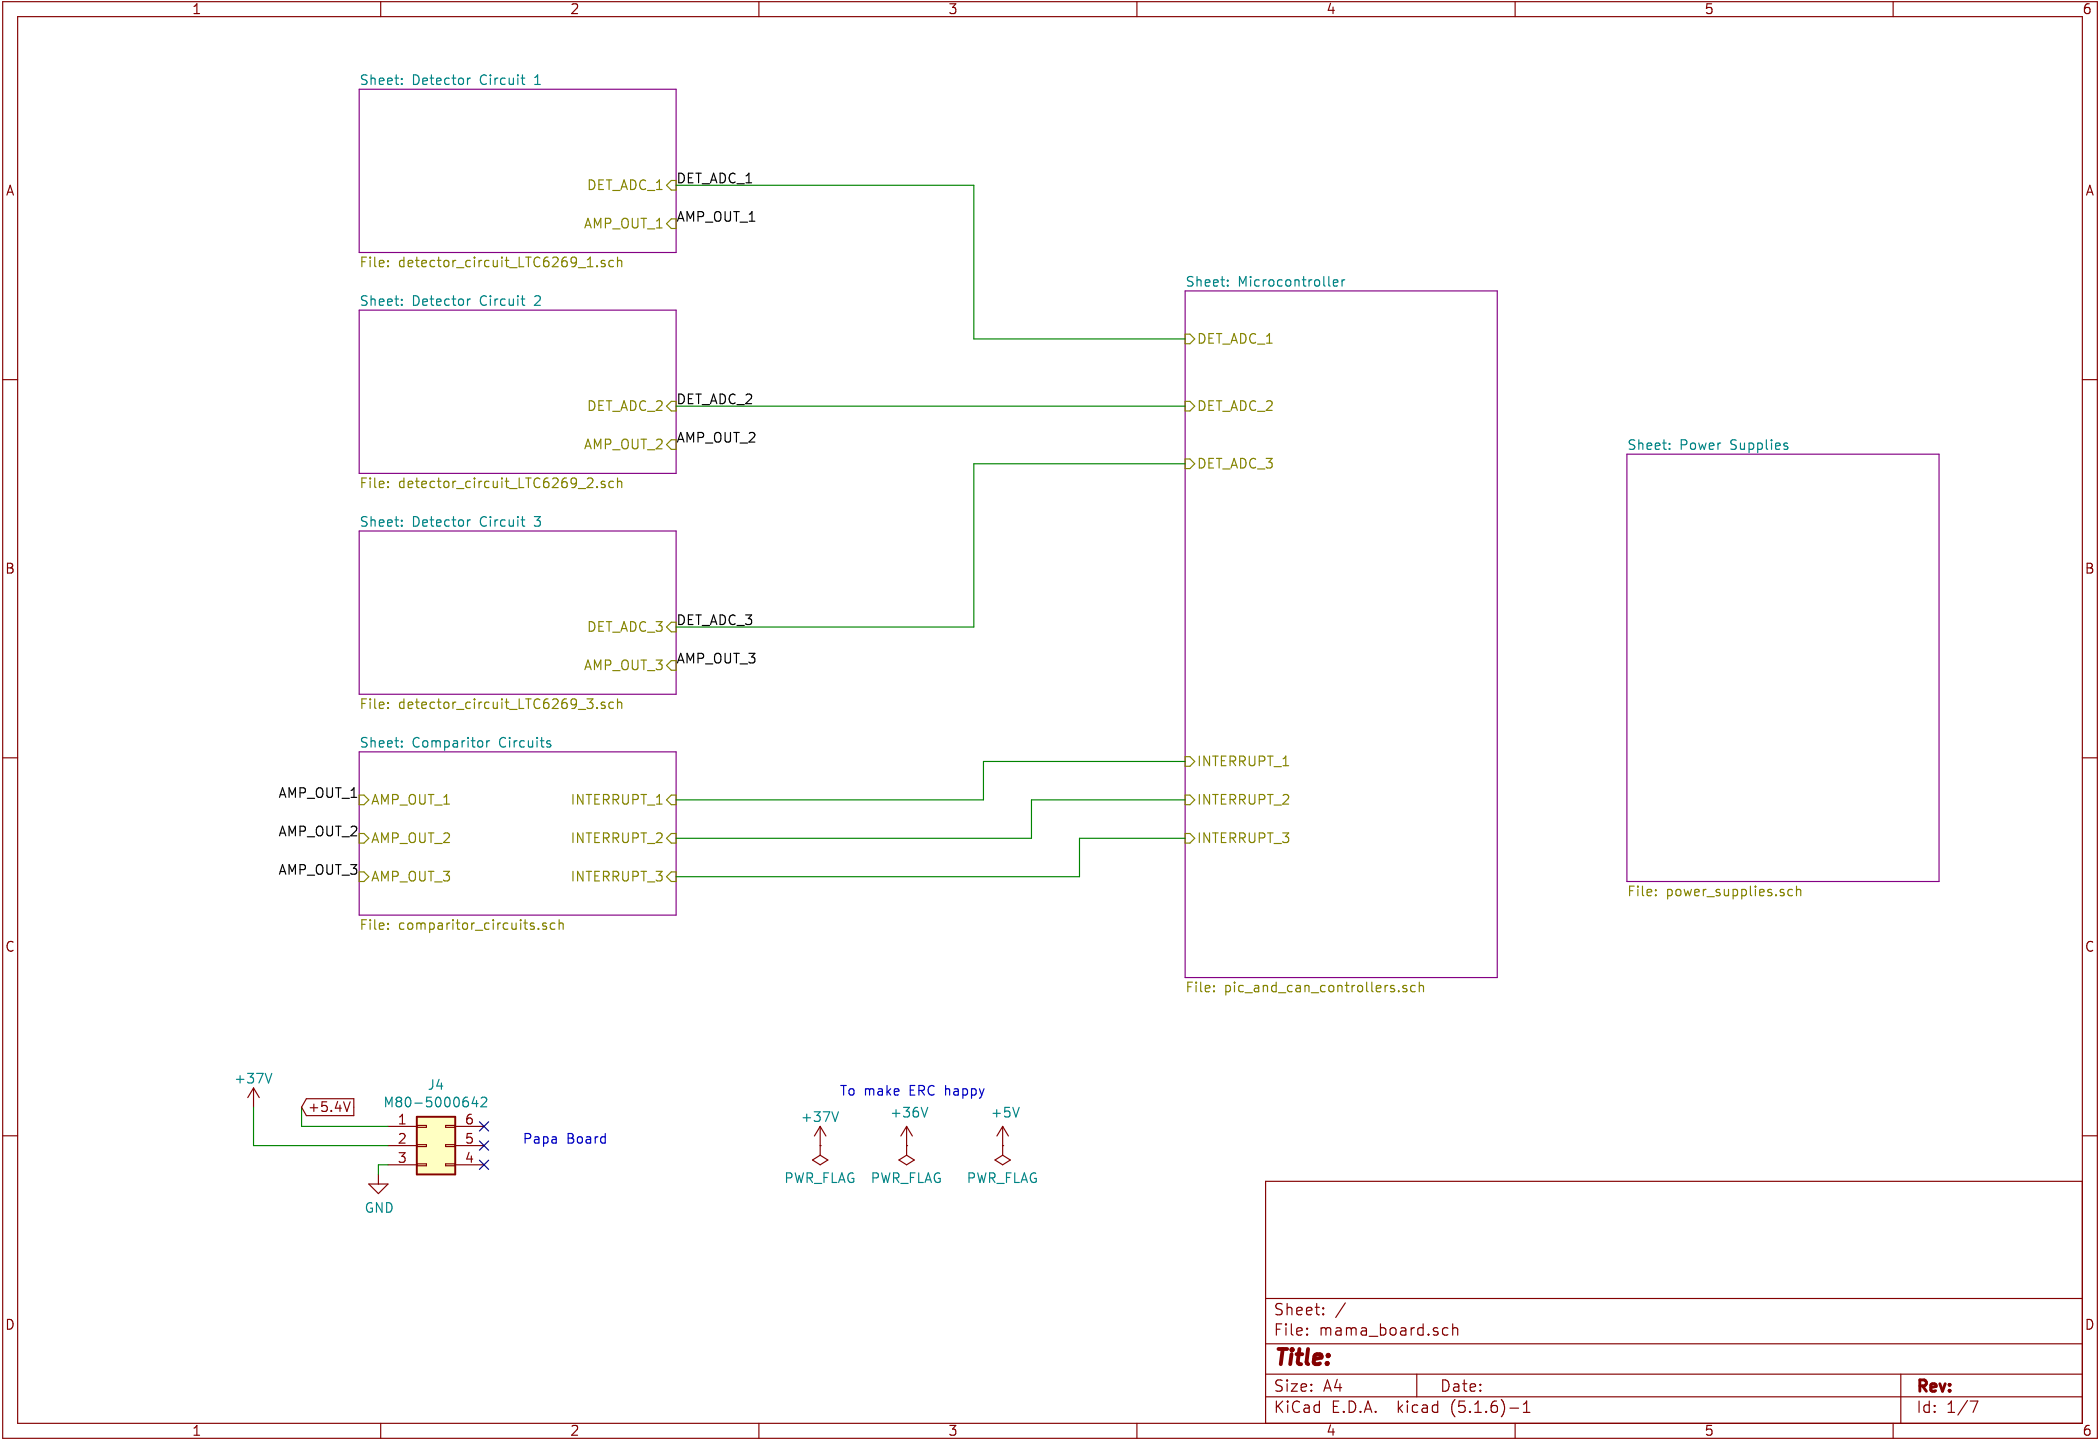 1 2 3 4 5 6
Sheet: Detector Circuit 1
DET_ADC_1 DET_ADC_1
AMP_OUT_1 AMP_OUT_1
File: detector_circuit_LTC6269_1.sch
A A
Sheet: Detector Circuit 2
DET_ADC_2 DET_ADC_2
AMP_OUT_2 AMP_OUT_2
File: detector_circuit_LTC6269_2.sch
Sheet: Detector Circuit 3
DET_ADC_3 DET_ADC_3
AMP_OUT_3 AMP_OUT_3
File: detector_circuit_LTC6269_3.sch
B B
Sheet: Comparitor Circuits
AMP_OUT_1 AMP_OUT_1 INTERRUPT_1
AMP_OUT_2 AMP_OUT_2 INTERRUPT_2
AMP_OUT_3 AMP_OUT_3 INTERRUPT_3
File: comparitor_circuits.sch
Sheet: Microcontroller
DET_ADC_1
DET_ADC_2
DET_ADC_3
INTERRUPT_1
INTERRUPT_2
INTERRUPT_3
File: pic_and_can_controllers.sch
Sheet: Power Supplies
File: power_supplies.sch
C C
+37V
+5.4V
J4
M80-5000642
1 6
2 5
3 4
GND
Papa Board
To make ERC happy
+37V +36V +5V
PWR_FLAG PWR_FLAG PWR_FLAG
D D
Sheet: /
File: mama_board.sch
Title:
Size: A4 Date: Rev:
KiCad E.D.A. kicad (5.1.6)-1 Id: 1/7
1 2 3 4 5 6